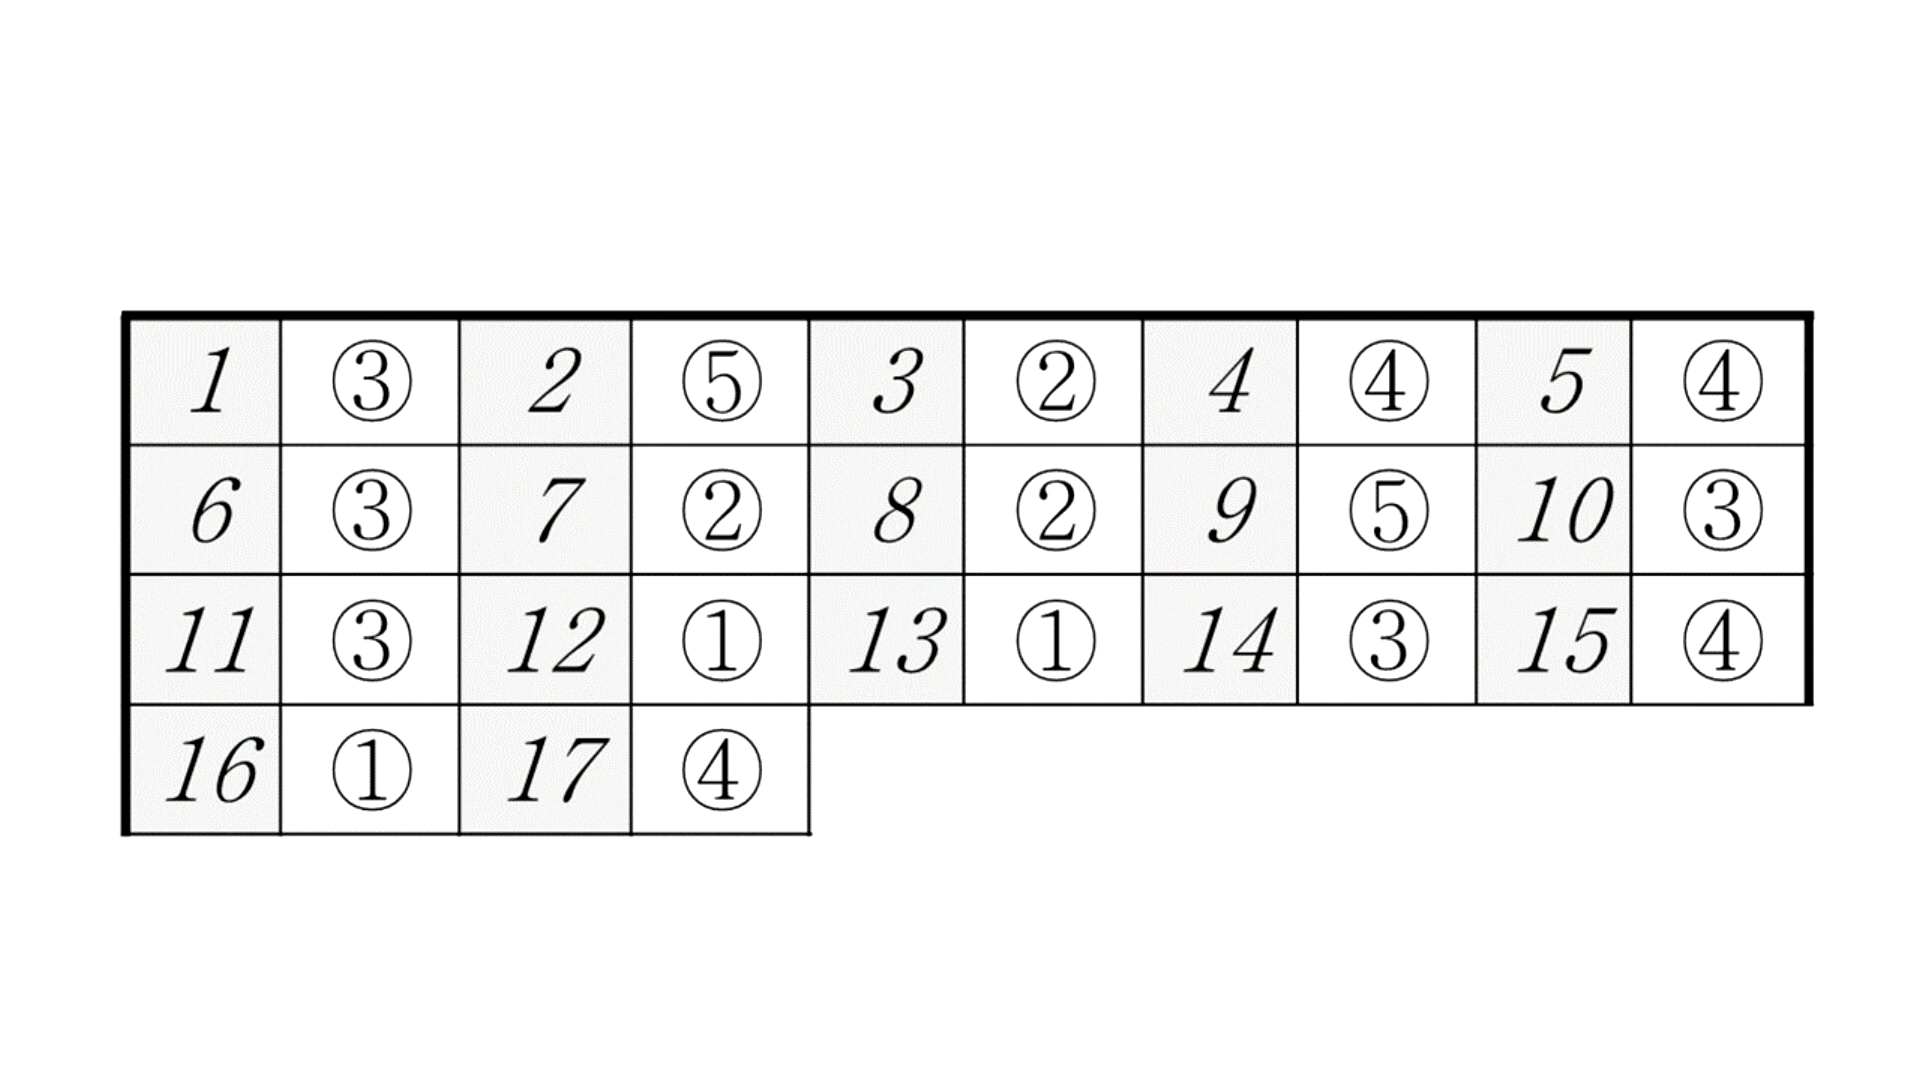 1 ③ 2 ⑤ 3 ② 4 ④ 5 ④
6 ③ 7 ② 8 ② 9 ⑤ 10 ③
11 ③ 12 ① 13 ① 14 ③ 15 ④
16 ① 17 ④